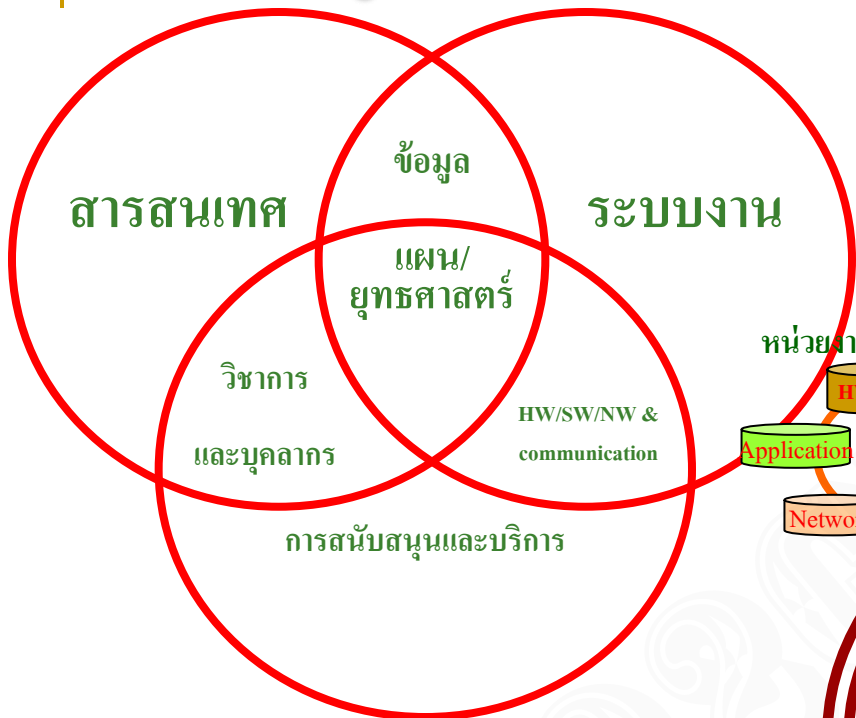 ข้อมูล
สารสนเทศ
ระบบงาน
แผน/
ยุทธศาสตร์
วิชาการ
และบุคลากร
HW/SW/NW &
communication
การสนับสนุนและบริการ
Application